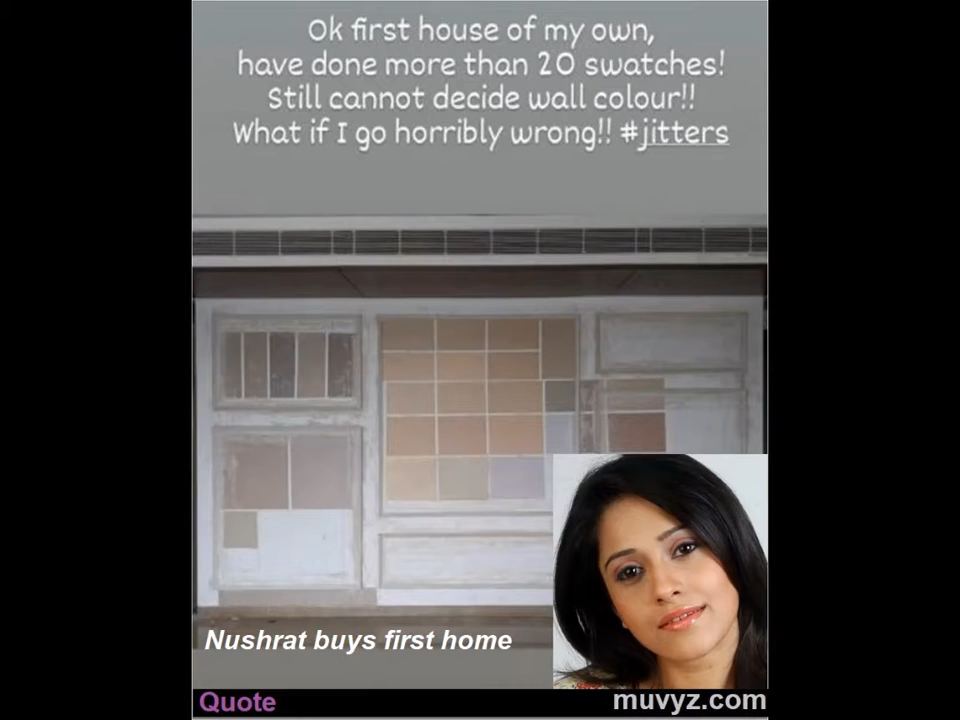 Ok first house of my own,
have done more than 20 swatches!
Still cannot decide wall colour!!
What if I go horribly wrong!! #jitters
Nushrat buys first home
Quote
muvyz.com